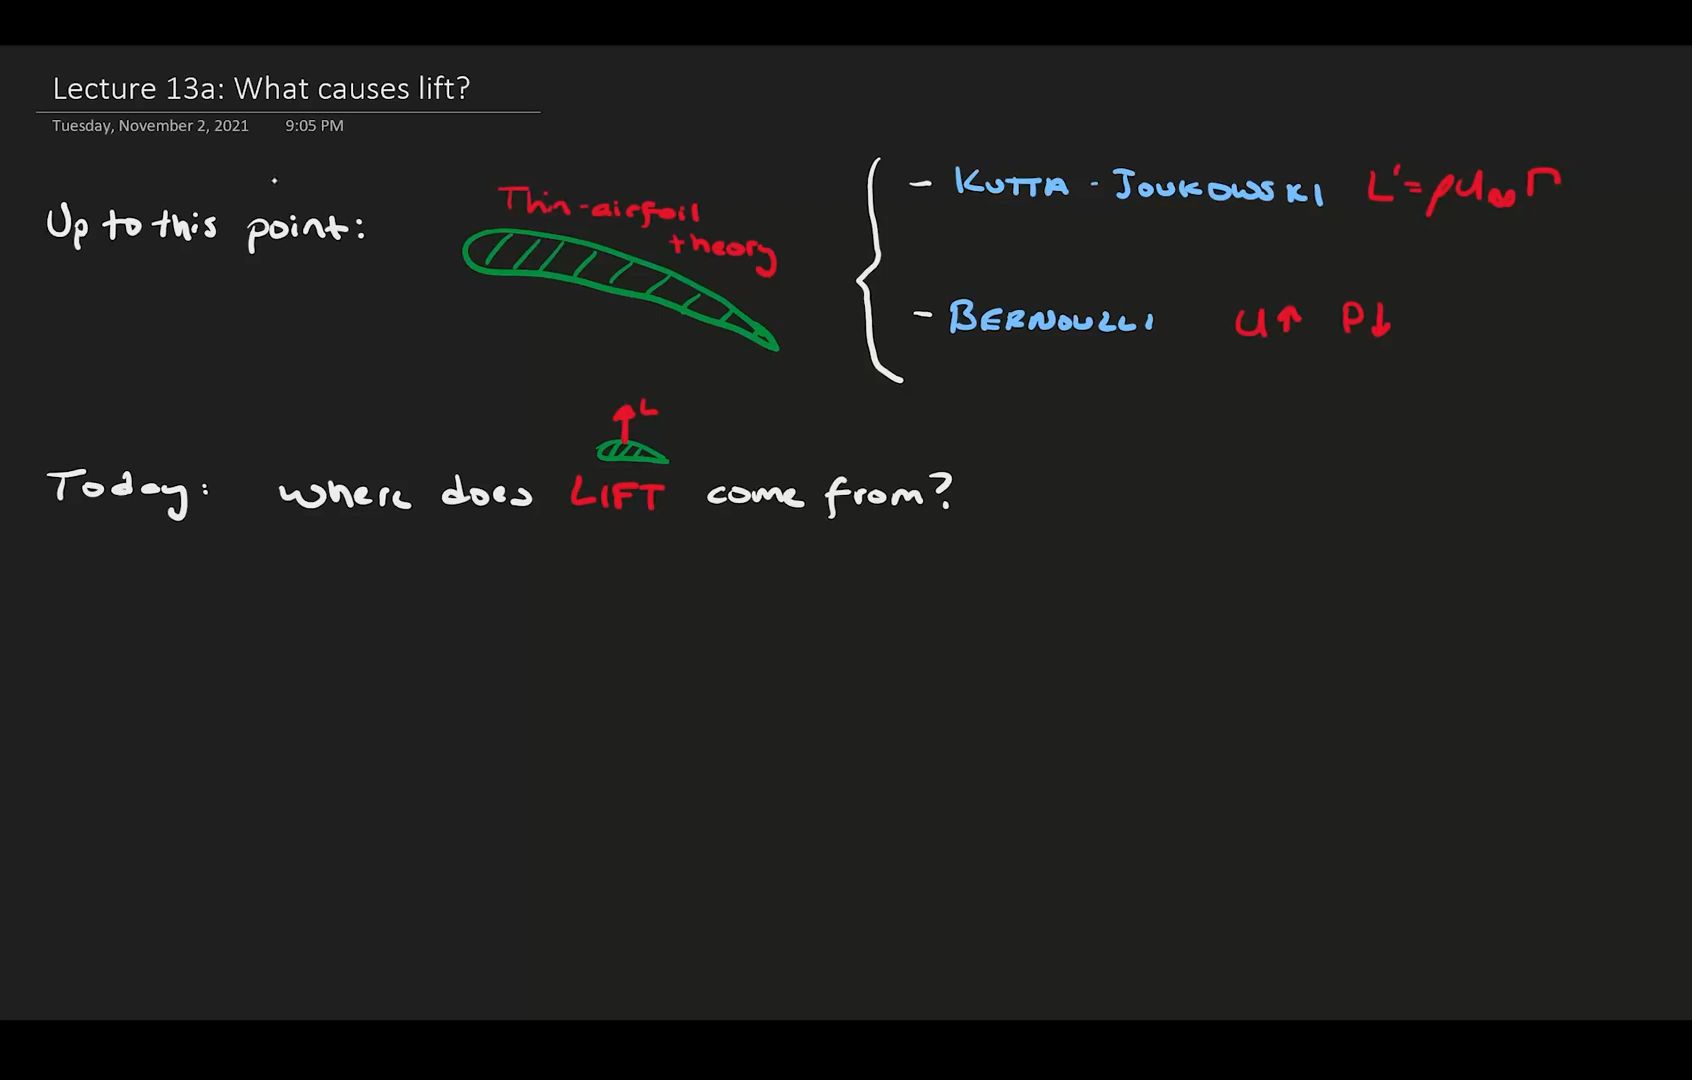 Lecture 13a: What causes lift?
Tuesday, November 2, 2021 9:05 PM
Up to this point:
Thin-airfoil
theory
- KUTTA - JOUKOWSKI L' = ρU∞ Γ
- BERNOULLI U↑ P↓
L
Today: where does LIFT come from?